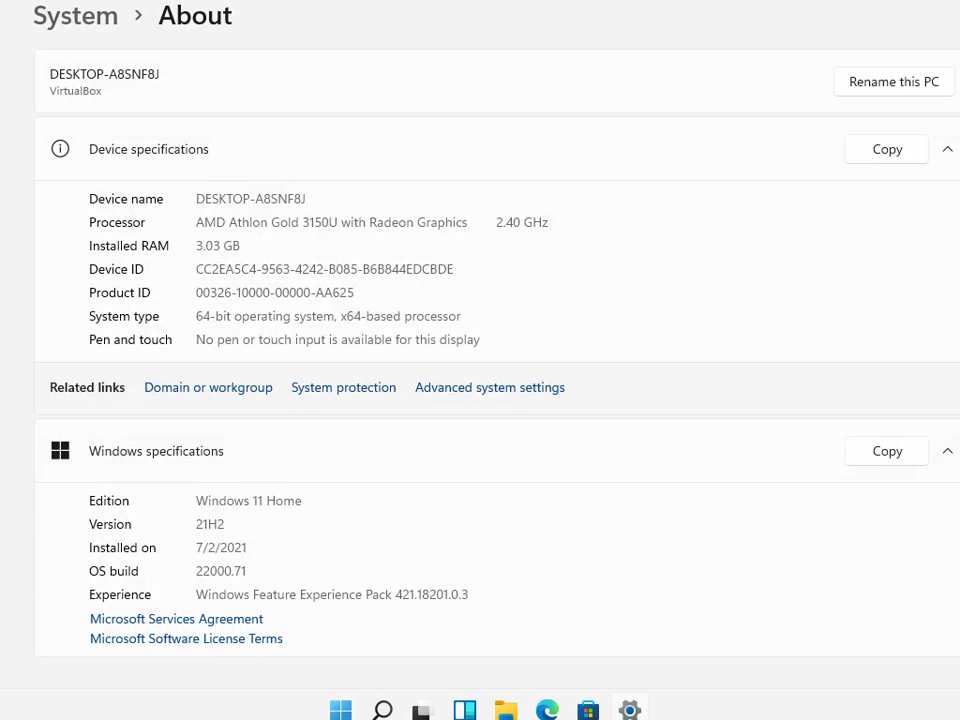 System > About
DESKTOP-A8SNF8J
VirtualBox
Rename this PC
Device specifications
Copy
Device name DESKTOP-A8SNF8J
Processor AMD Athlon Gold 3150U with Radeon Graphics 2.40 GHz
Installed RAM 3.03 GB
Device ID CC2EA5C4-9563-4242-B085-B6B844EDCBDE
Product ID 00326-10000-00000-AA625
System type 64-bit operating system, x64-based processor
Pen and touch No pen or touch input is available for this display
Related links Domain or workgroup System protection Advanced system settings
Windows specifications
Copy
Edition Windows 11 Home
Version 21H2
Installed on 7/2/2021
OS build 22000.71
Experience Windows Feature Experience Pack 421.18201.0.3
Microsoft Services Agreement
Microsoft Software License Terms